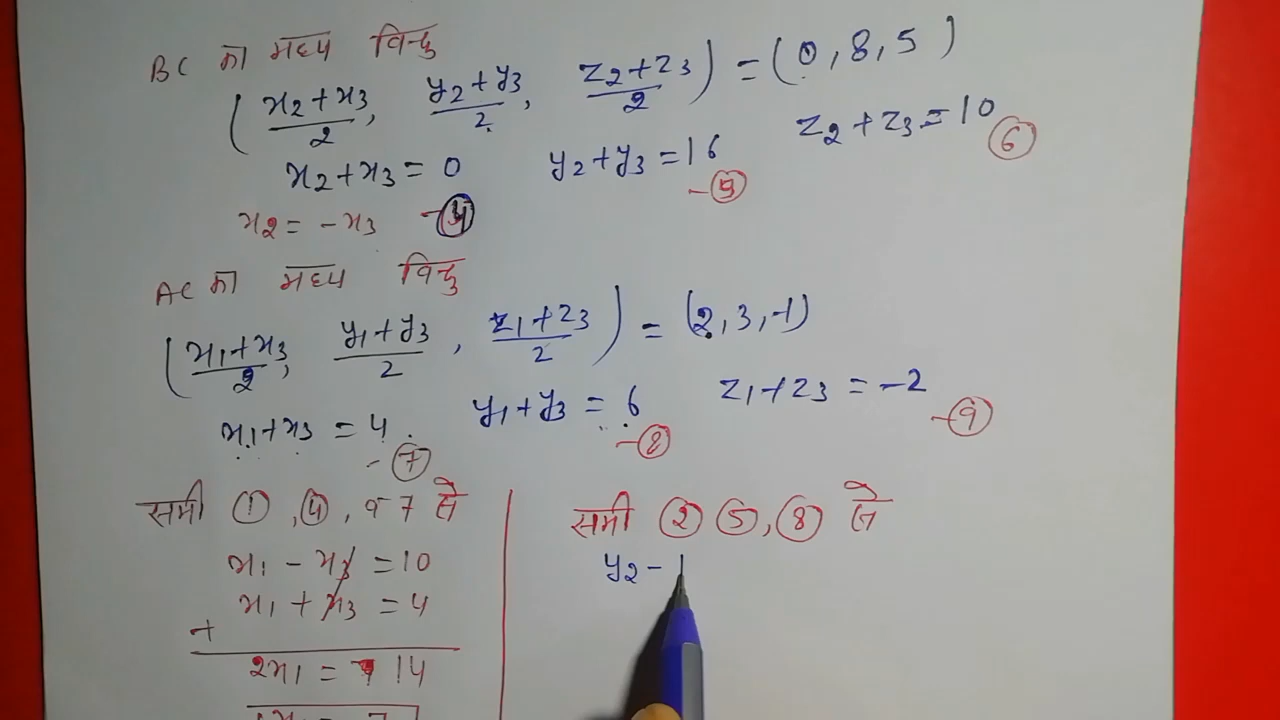 BC का मध्य विन्दु
(x₂+x₃/2, y₂+y₃/2, z₂+z₃/2) = (0, 8, 5)
x₂+x₃ = 0 y₂+y₃ = 16 -⑤ z₂+z₃ = 10 ⑥
x₂ = -x₃ -④
AC का मध्य विन्दु
(x₁+x₃/2, y₁+y₃/2, z₁+z₃/2) = (2, 3, -1)
x₁+x₃ = 4 -⑦ y₁+y₃ = 6 -⑧ z₁+z₃ = -2 -⑨
समी ①, ④, व 7 से
x₁ - x₃ = 10
x₁ + x₃ = 4
+
2x₁ = 14
समी ② ⑤, ⑧ से
y₂ -